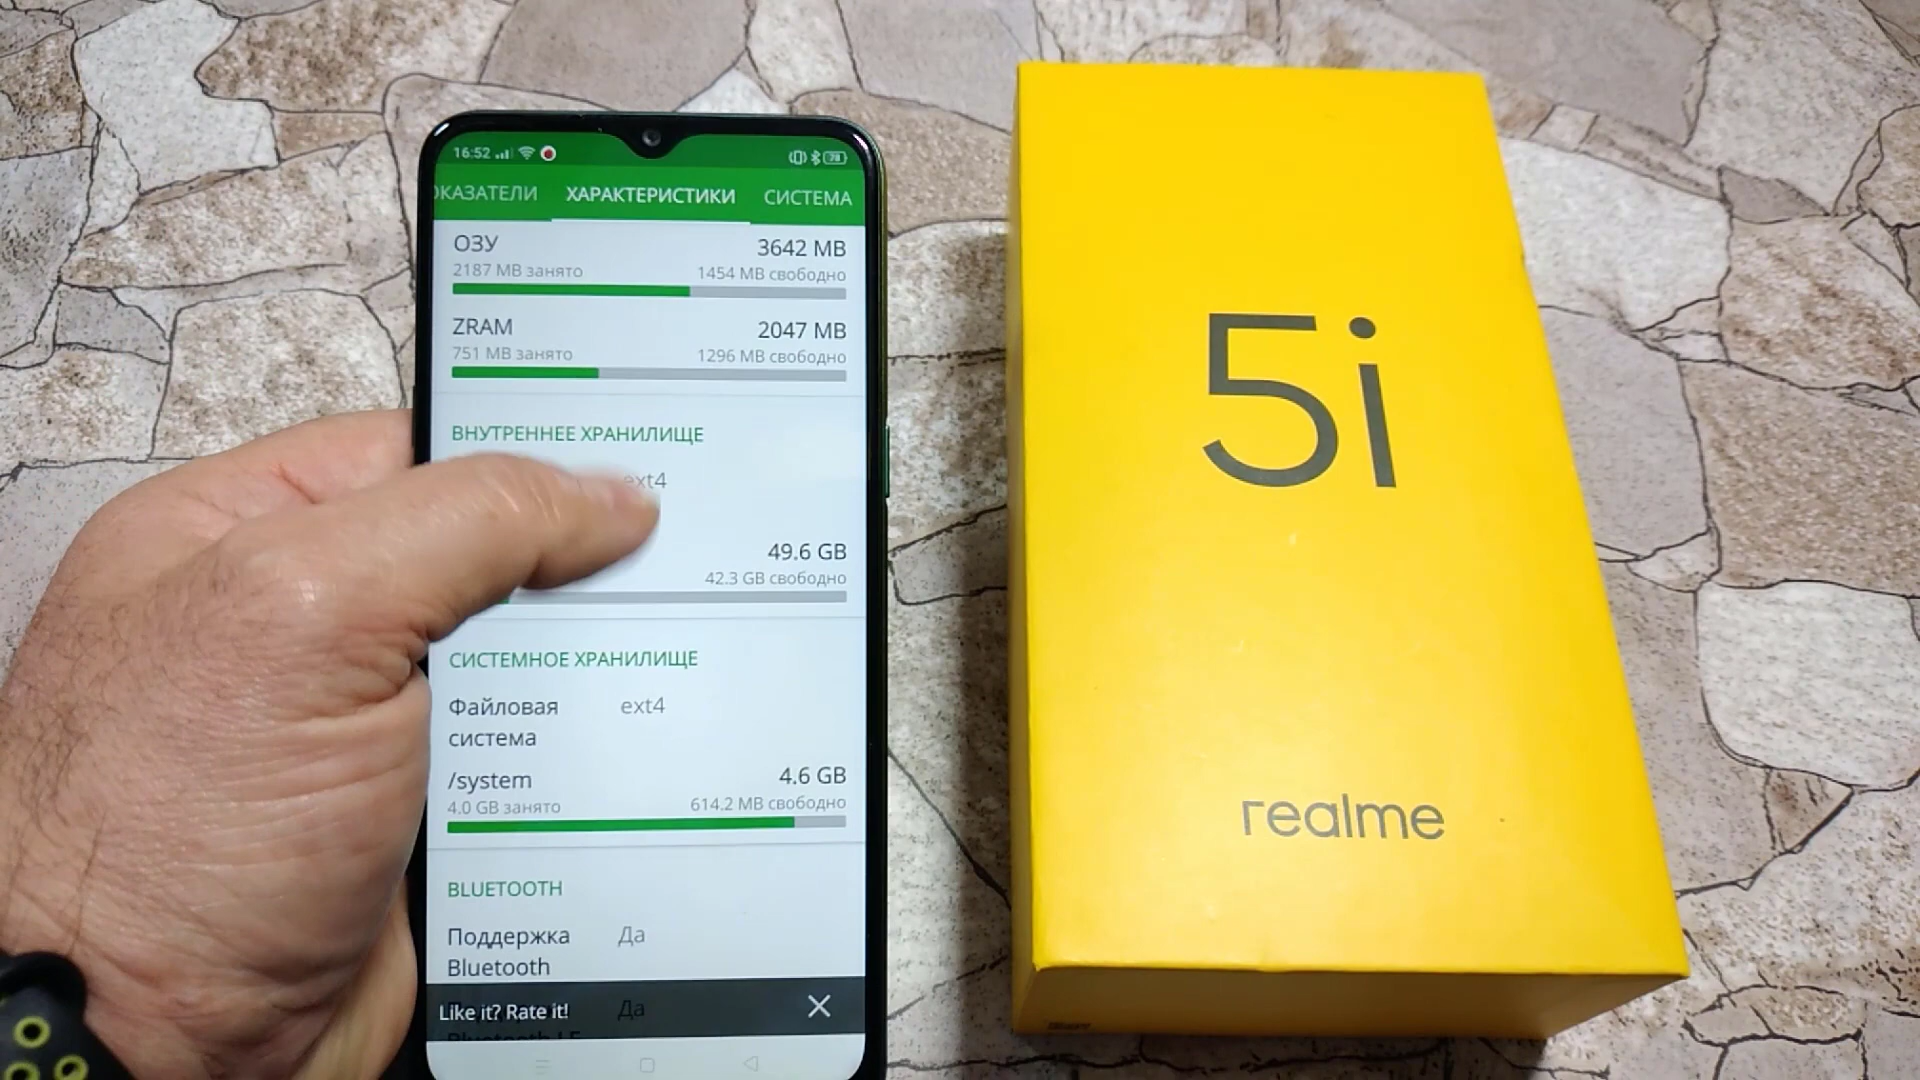 16:52
78
ОКАЗАТЕЛИ ХАРАКТЕРИСТИКИ СИСТЕМА
ОЗУ 3642 MB
2187 MB занято 1454 MB свободно
ZRAM 2047 MB
751 MB занято 1296 MB свободно
ВНУТРЕННЕЕ ХРАНИЛИЩЕ
ext4
49.6 GB
42.3 GB свободно
СИСТЕМНОЕ ХРАНИЛИЩЕ
Файловая ext4
система
/system 4.6 GB
4.0 GB занято 614.2 MB свободно
BLUETOOTH
Поддержка Да
Bluetooth
Да
Like it? Rate it!
5i
realme